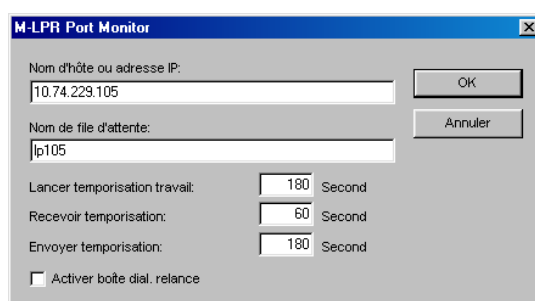 M-LPR Port Monitor
Nom d'hôte ou adresse IP:
10.74.229.105
OK
Nom de file d'attente:
Annuler
lp105
Lancer temporisation travail: 180 Second
Recevoir temporisation: 60 Second
Envoyer temporisation: 180 Second
Activer boîte dial. relance